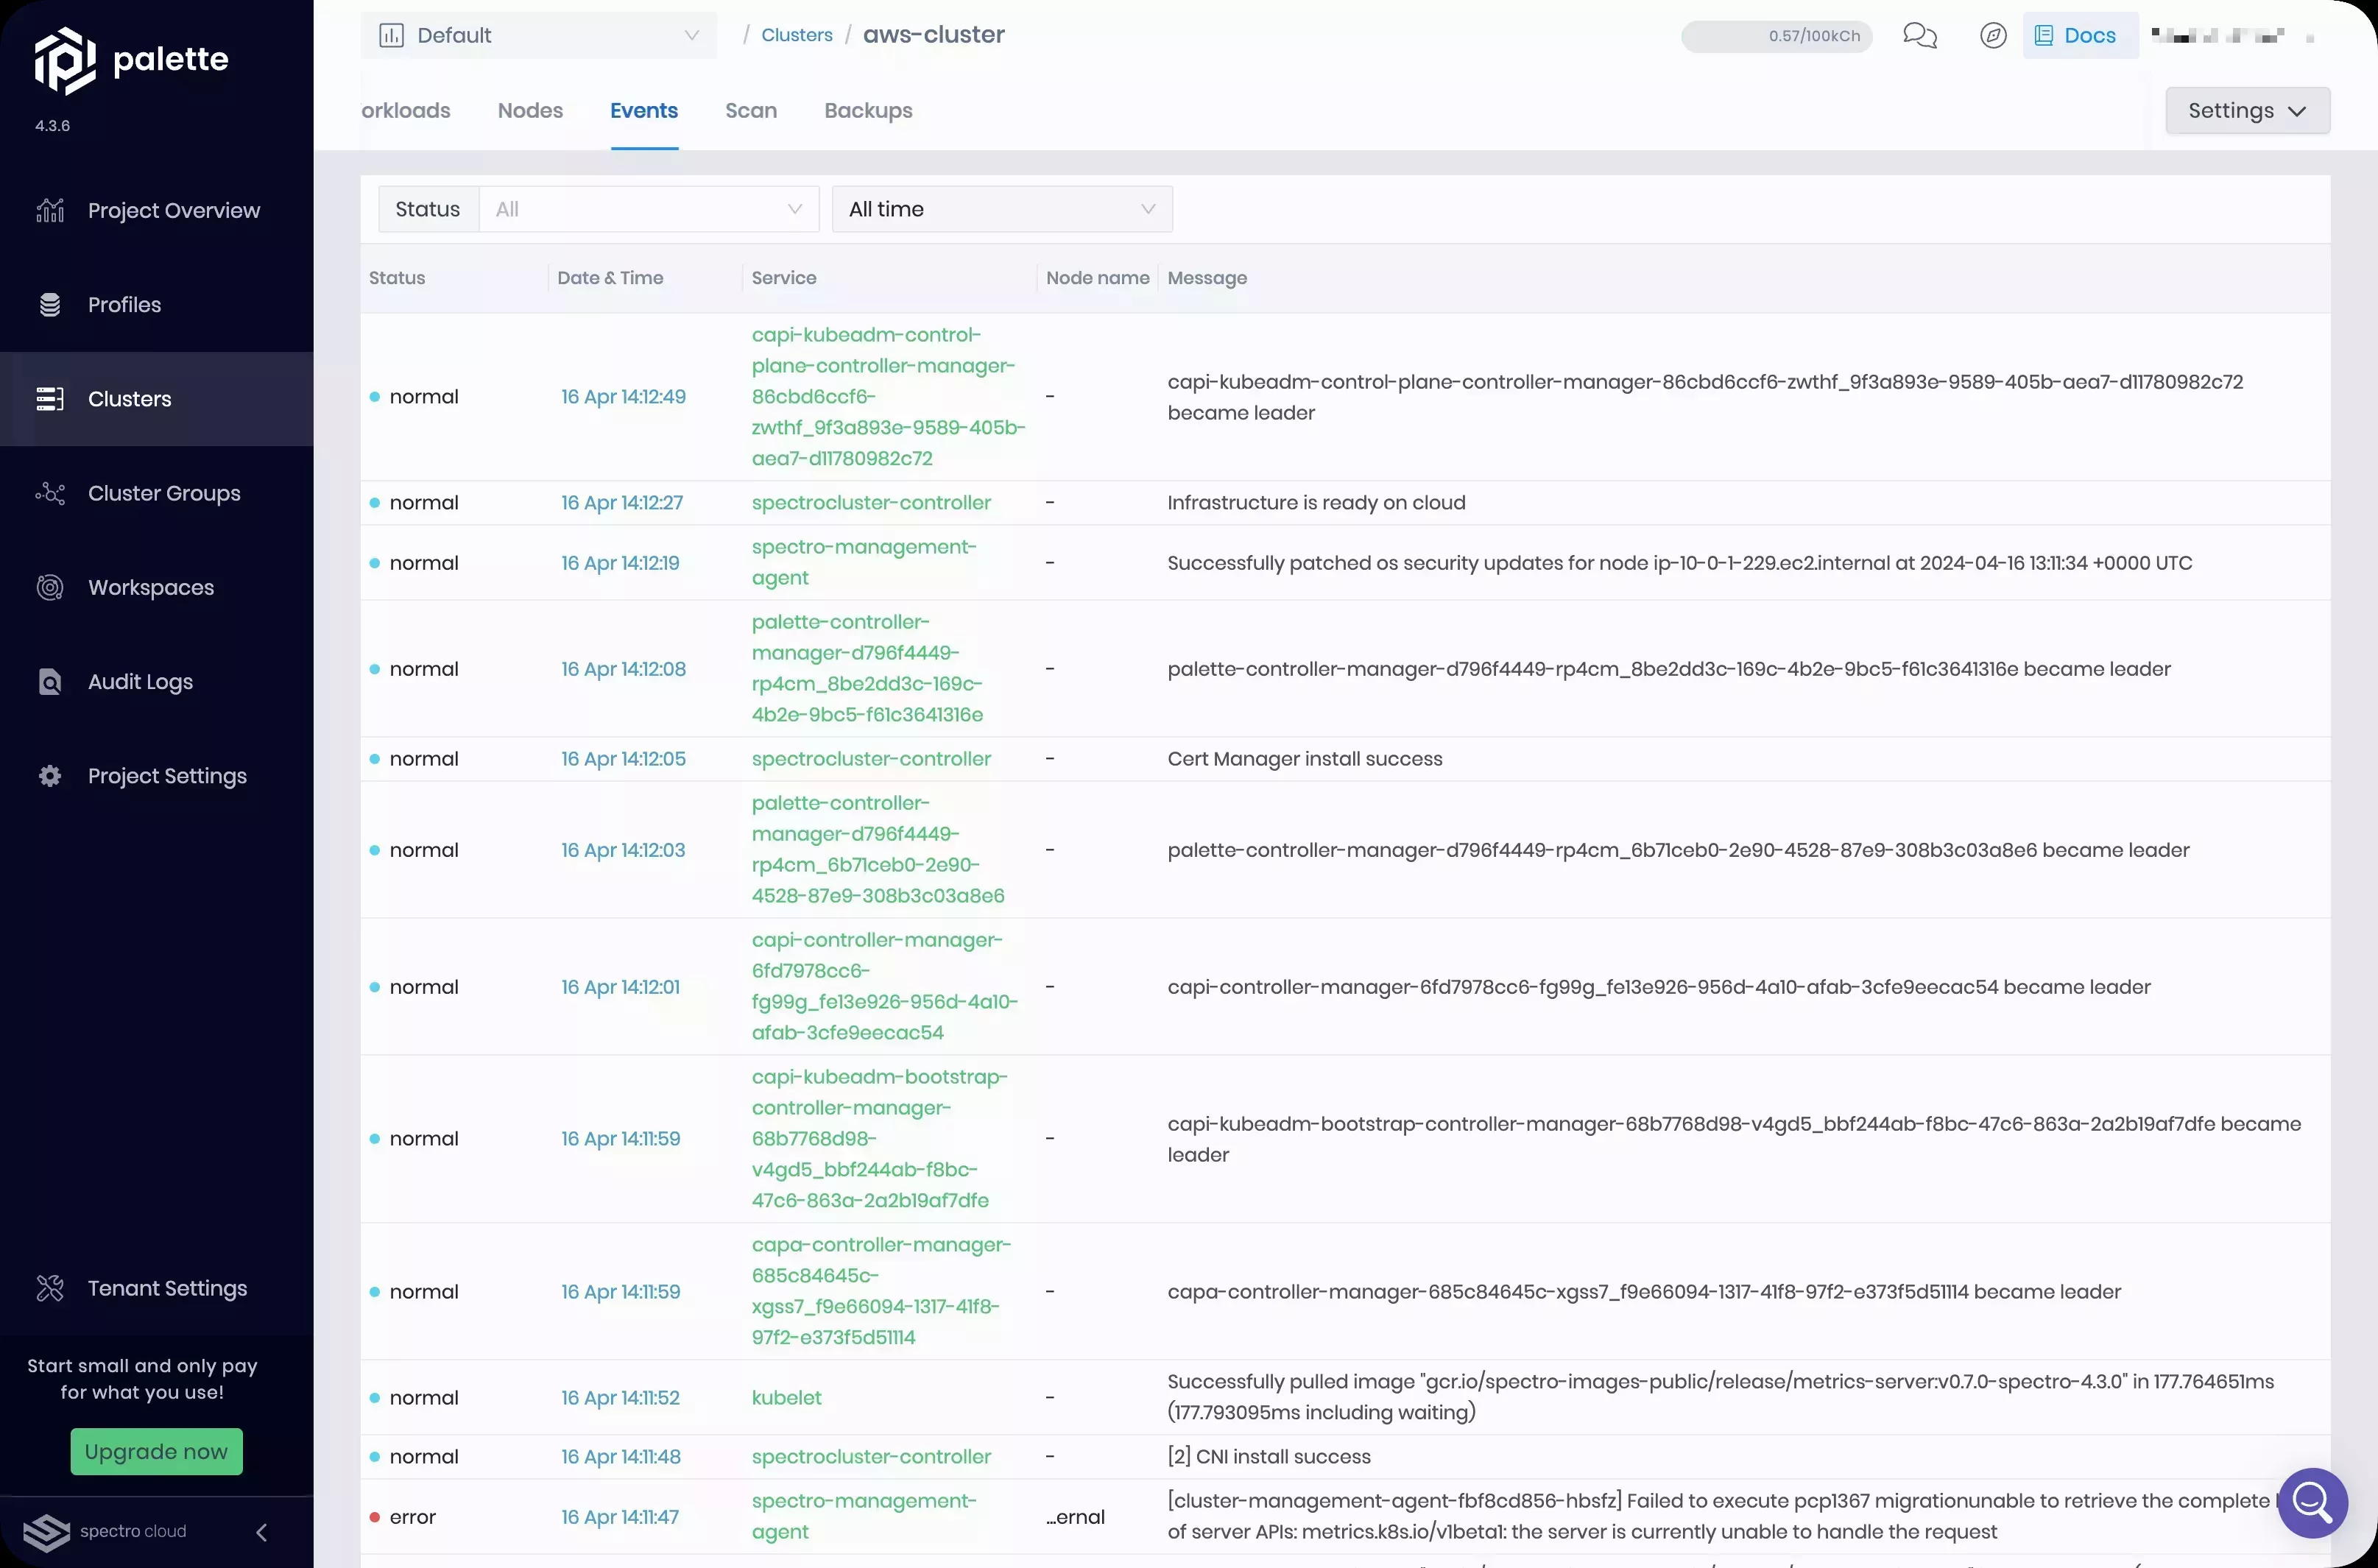 palette
4.3.6
Project Overview
Profiles
Clusters
Cluster Groups
Workspaces
Audit Logs
Project Settings
Tenant Settings
Start small and only pay
for what you use!
Upgrade now
spectro cloud
Default
/ Clusters / aws-cluster
0.57/100kCh
Docs
orkloads Nodes Events Scan Backups
Settings
Status All All time
Status Date & Time Service Node name Message
normal 16 Apr 14:12:49
capi-kubeadm-control-
plane-controller-manager-
86cbd6ccf6-
zwthf_9f3a893e-9589-405b-
aea7-d11780982c72
-
capi-kubeadm-control-plane-controller-manager-86cbd6ccf6-zwthf_9f3a893e-9589-405b-aea7-d11780982c72
became leader
normal 16 Apr 14:12:27 spectrocluster-controller - Infrastructure is ready on cloud
normal 16 Apr 14:12:19
spectro-management-
agent
-
Successfully patched os security updates for node ip-10-0-1-229.ec2.internal at 2024-04-16 13:11:34 +0000 UTC
normal 16 Apr 14:12:08
palette-controller-
manager-d796f4449-
rp4cm_8be2dd3c-169c-
4b2e-9bc5-f61c3641316e
-
palette-controller-manager-d796f4449-rp4cm_8be2dd3c-169c-4b2e-9bc5-f61c3641316e became leader
normal 16 Apr 14:12:05 spectrocluster-controller - Cert Manager install success
normal 16 Apr 14:12:03
palette-controller-
manager-d796f4449-
rp4cm_6b71ceb0-2e90-
4528-87e9-308b3c03a8e6
-
palette-controller-manager-d796f4449-rp4cm_6b71ceb0-2e90-4528-87e9-308b3c03a8e6 became leader
normal 16 Apr 14:12:01
capi-controller-manager-
6fd7978cc6-
fg99g_fe13e926-956d-4a10-
afab-3cfe9eecac54
-
capi-controller-manager-6fd7978cc6-fg99g_fe13e926-956d-4a10-afab-3cfe9eecac54 became leader
normal 16 Apr 14:11:59
capi-kubeadm-bootstrap-
controller-manager-
68b7768d98-
v4gd5_bbf244ab-f8bc-
47c6-863a-2a2b19af7dfe
-
capi-kubeadm-bootstrap-controller-manager-68b7768d98-v4gd5_bbf244ab-f8bc-47c6-863a-2a2b19af7dfe became
leader
normal 16 Apr 14:11:59
capa-controller-manager-
685c84645c-
xgss7_f9e66094-1317-41f8-
97f2-e373f5d51114
-
capa-controller-manager-685c84645c-xgss7_f9e66094-1317-41f8-97f2-e373f5d51114 became leader
normal 16 Apr 14:11:52 kubelet -
Successfully pulled image "gcr.io/spectro-images-public/release/metrics-server:v0.7.0-spectro-4.3.0" in 177.764651ms
(177.793095ms including waiting)
normal 16 Apr 14:11:48 spectrocluster-controller - [2] CNI install success
error 16 Apr 14:11:47
spectro-management-
agent
...ernal
[cluster-management-agent-fbf8cd856-hbsfz] Failed to execute pcp1367 migrationunable to retrieve the complete
of server APIs: metrics.k8s.io/v1beta1: the server is currently unable to handle the request